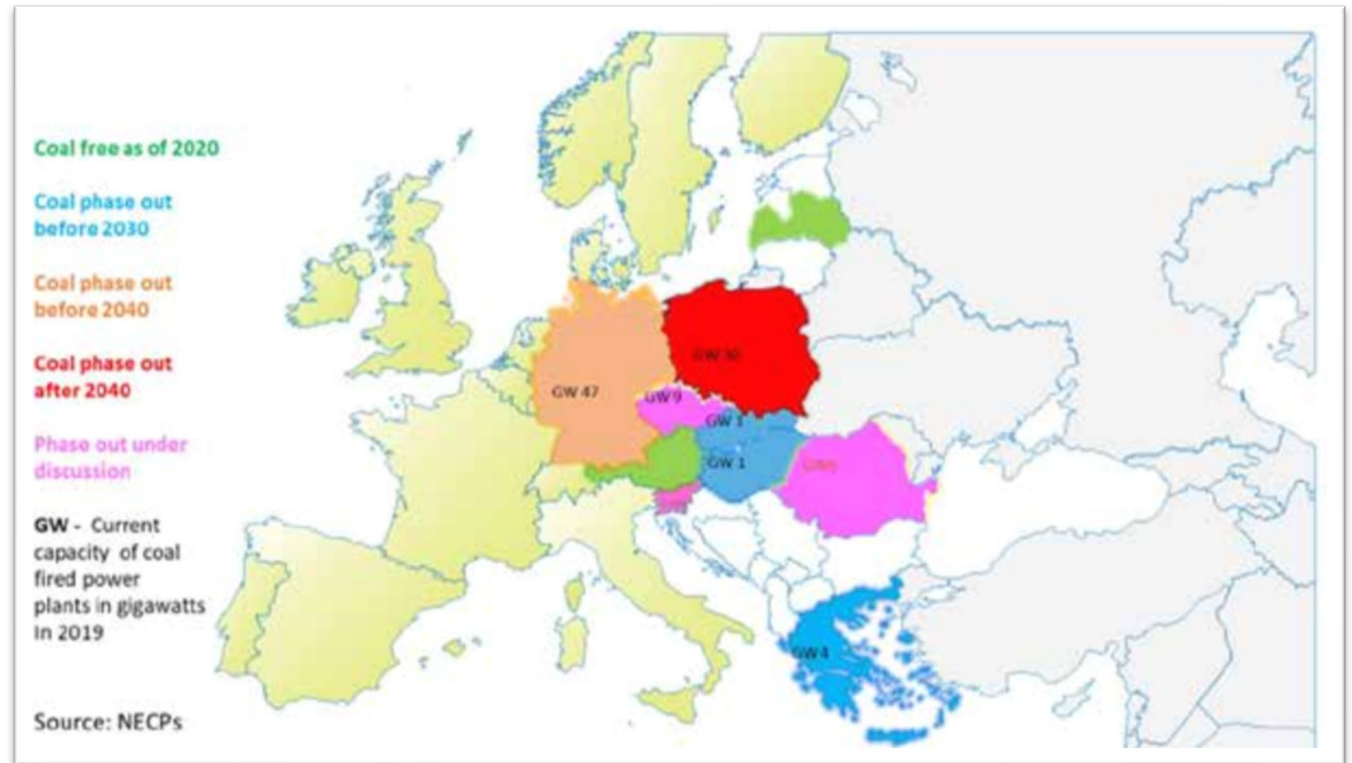 Coal free as of 2020
Coal phase out
before 2030
Coal phase out
before 2040
Coal phase out
after 2040
Phase out under
discussion
GW - Current
capacity of coal
fired power
plants in gigawatts
In 2019
Source: NECPs
GW 30
GW 47
GW 9
GW 1
GW 1
GW 4